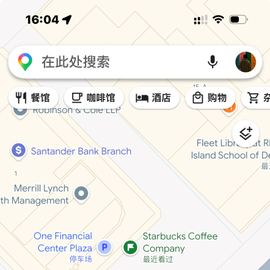 16:04
在此处搜索
餐馆
咖啡馆
酒店
购物
Robinson & Cole LLP
Fleet Library at R
Island School of De
Santander Bank Branch
1
Merrill Lynch
th Management
One Financial
Center Plaza
停车场
P
Starbucks Coffee
Company
最近看过